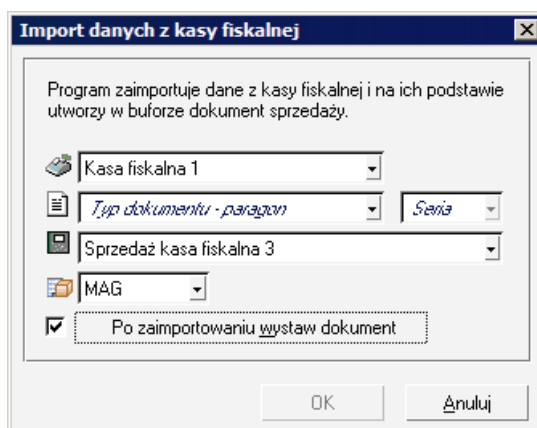 Import danych z kasy fiskalnej
Program zaimportuje dane z kasy fiskalnej i na ich podstawie
utworzy w buforze dokument sprzedaży.
Kasa fiskalna 1
Typ dokumentu - paragon Seria
Sprzedaż kasa fiskalna 3
MAG
Po zaimportowaniu wystaw dokument
OK Anuluj